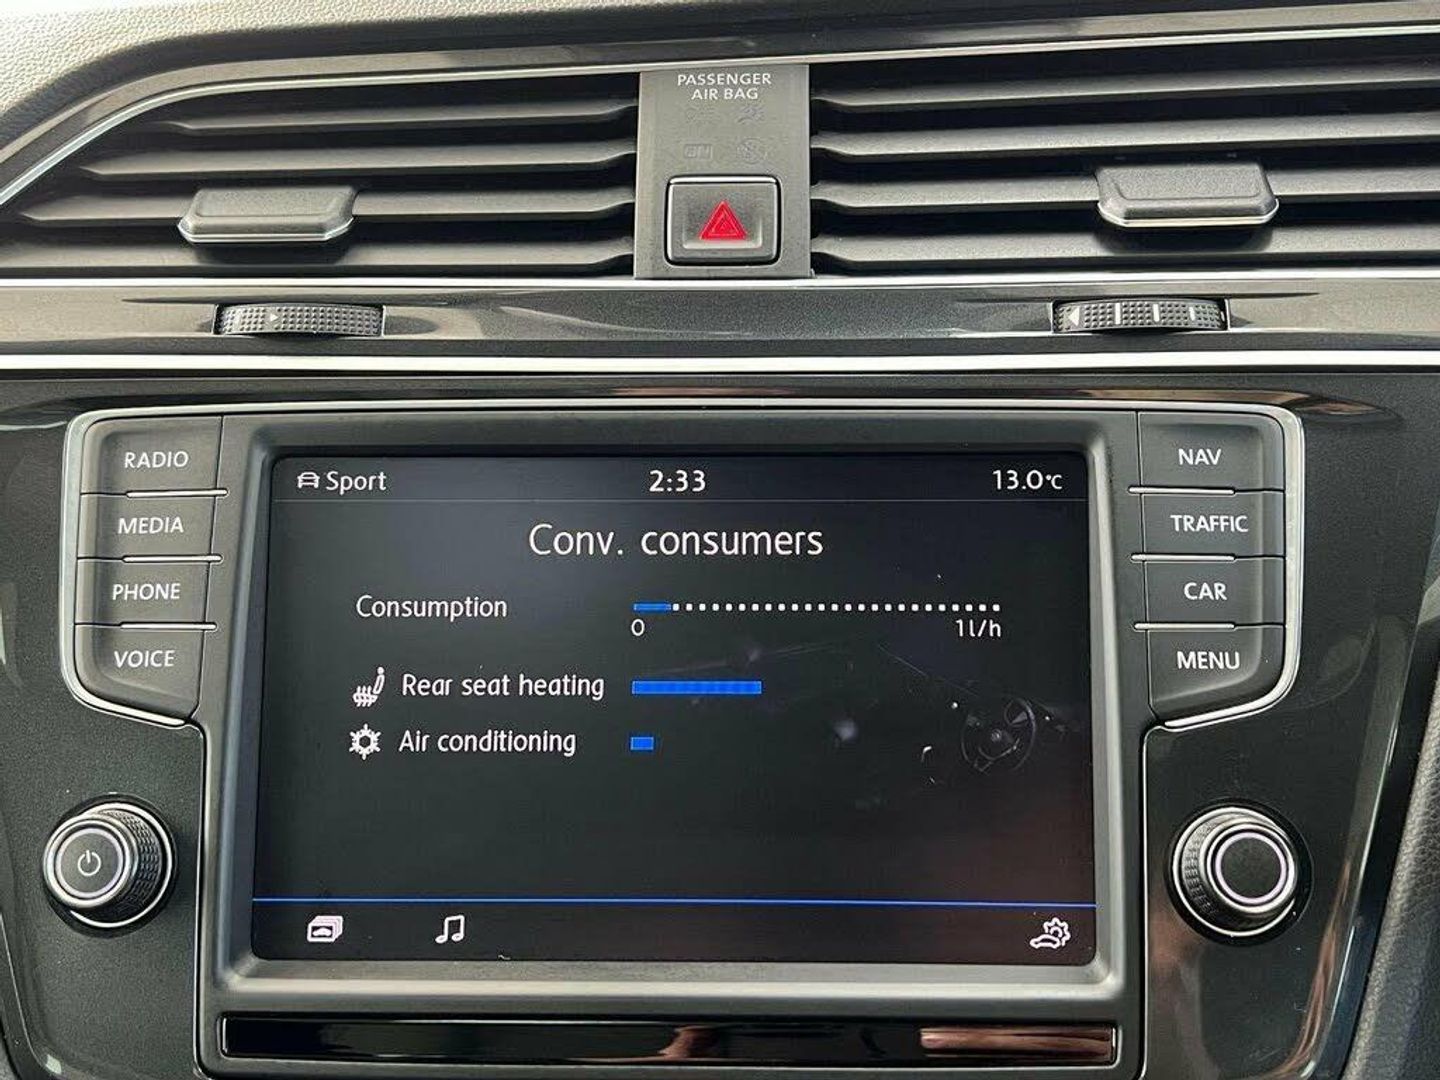 PASSENGER
AIR BAG
RADIO
MEDIA
PHONE
VOICE
Sport 2:33 13.0°C
Conv. consumers
Consumption
0 1l/h
Rear seat heating
Air conditioning
NAV
TRAFFIC
CAR
MENU